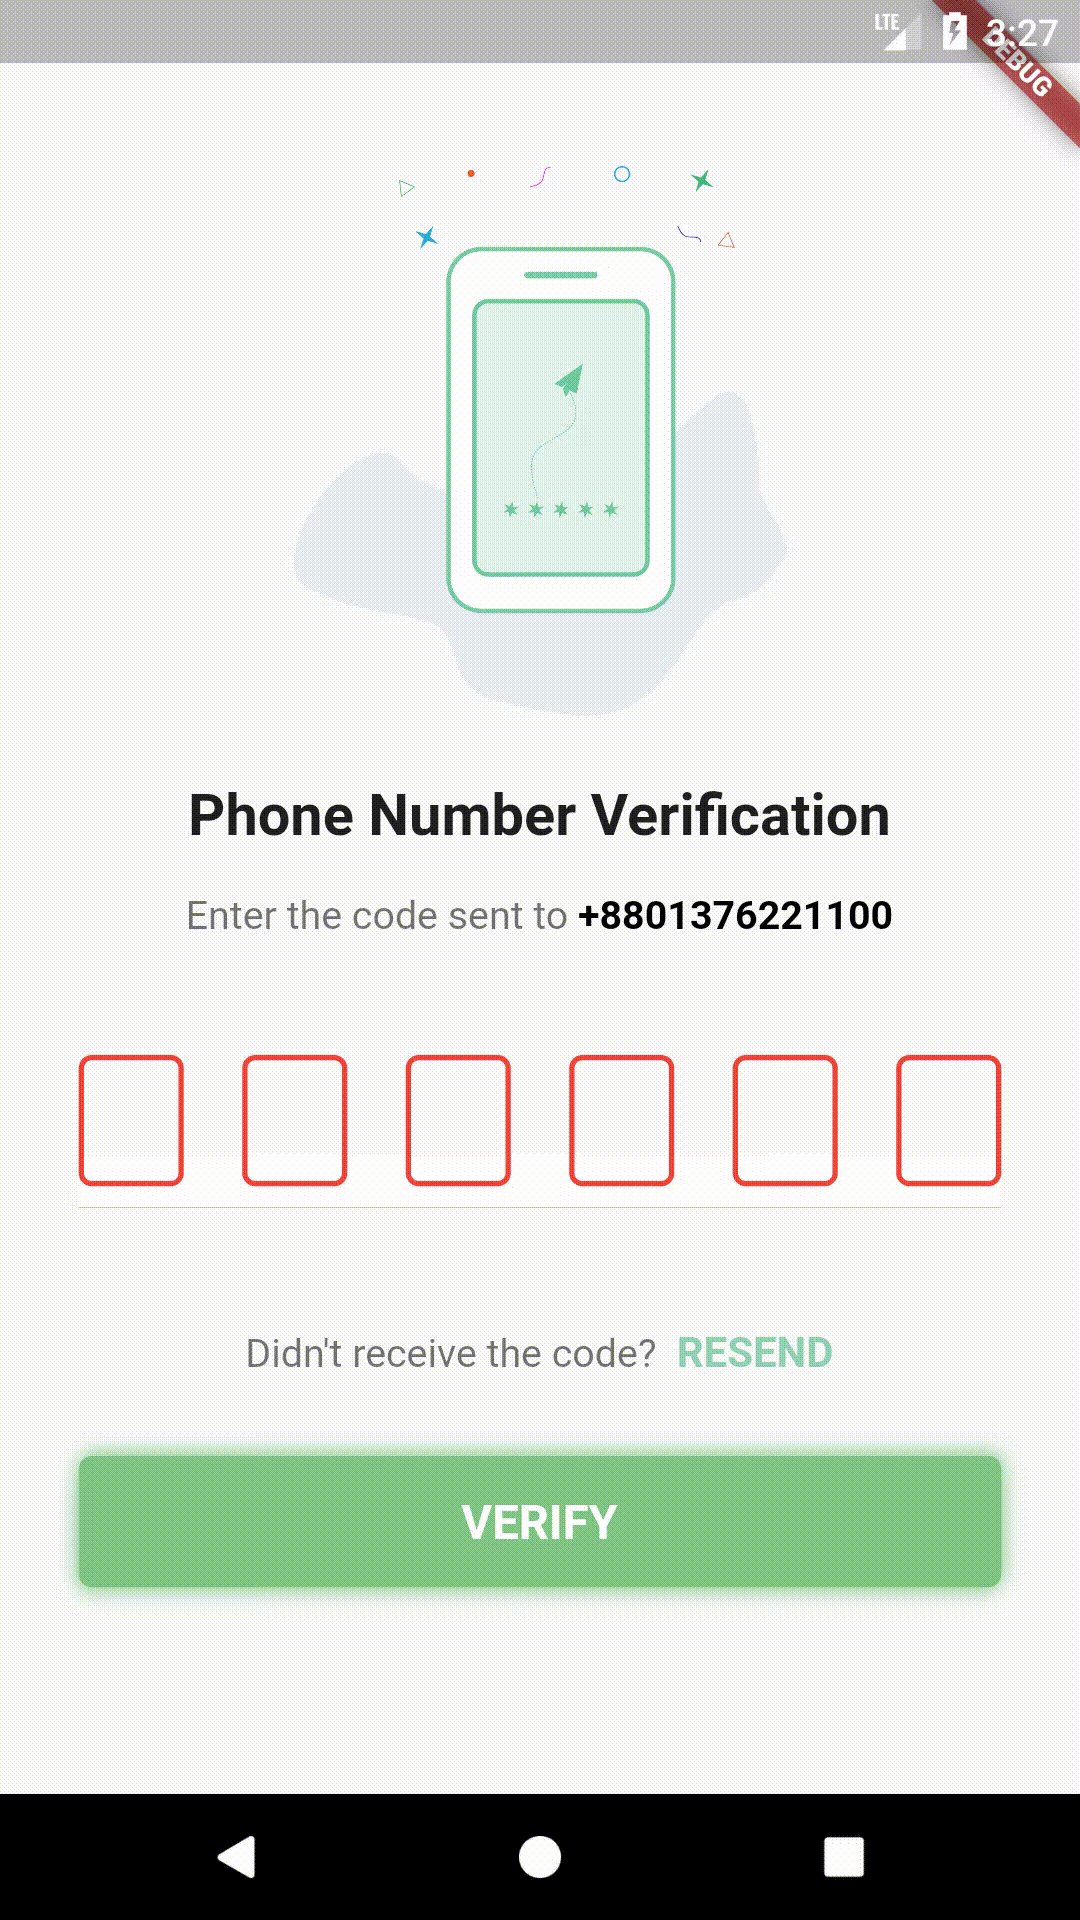 LTE 3:27
DEBUG
Phone Number Verification
Enter the code sent to +8801376221100
Didn't receive the code? RESEND
VERIFY